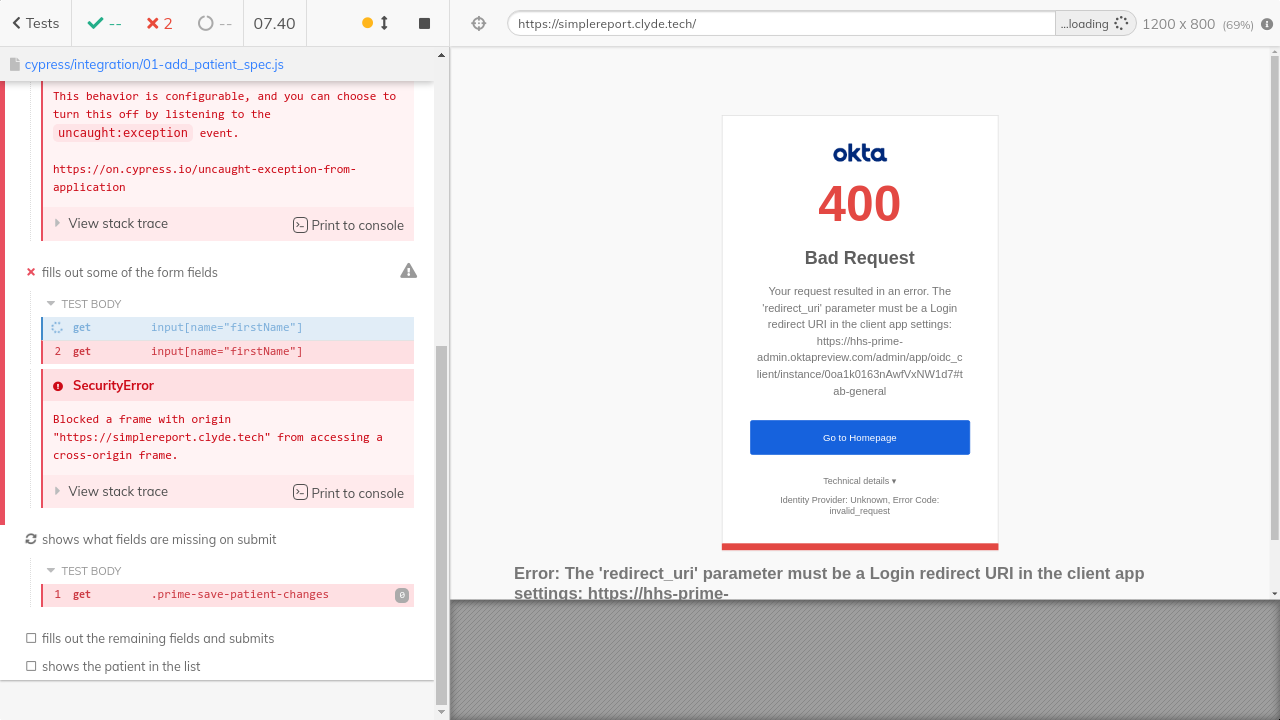 Tests
--
2
--
07.40
https://simplereport.clyde.tech/
...loading
1200 x 800 (69%)
cypress/integration/01-add_patient_spec.js
This behavior is configurable, and you can choose to
turn this off by listening to the
uncaught:exception event.
https://on.cypress.io/uncaught-exception-from-
application
View stack trace
Print to console
fills out some of the form fields
TEST BODY
get input[name="firstName"]
2 get input[name="firstName"]
SecurityError
Blocked a frame with origin
"https://simplereport.clyde.tech" from accessing a
cross-origin frame.
View stack trace
Print to console
shows what fields are missing on submit
TEST BODY
1 get .prime-save-patient-changes 0
fills out the remaining fields and submits
shows the patient in the list
okta
400
Bad Request
Your request resulted in an error. The
'redirect_uri' parameter must be a Login
redirect URI in the client app settings:
https://hhs-prime-
admin.oktapreview.com/admin/app/oidc_c
lient/instance/0oa1k0163nAwfVxNW1d7#t
ab-general
Go to Homepage
Technical details ▾
Identity Provider: Unknown, Error Code:
invalid_request
Error: The 'redirect_uri' parameter must be a Login redirect URI in the client app
settings: https://hhs-prime-